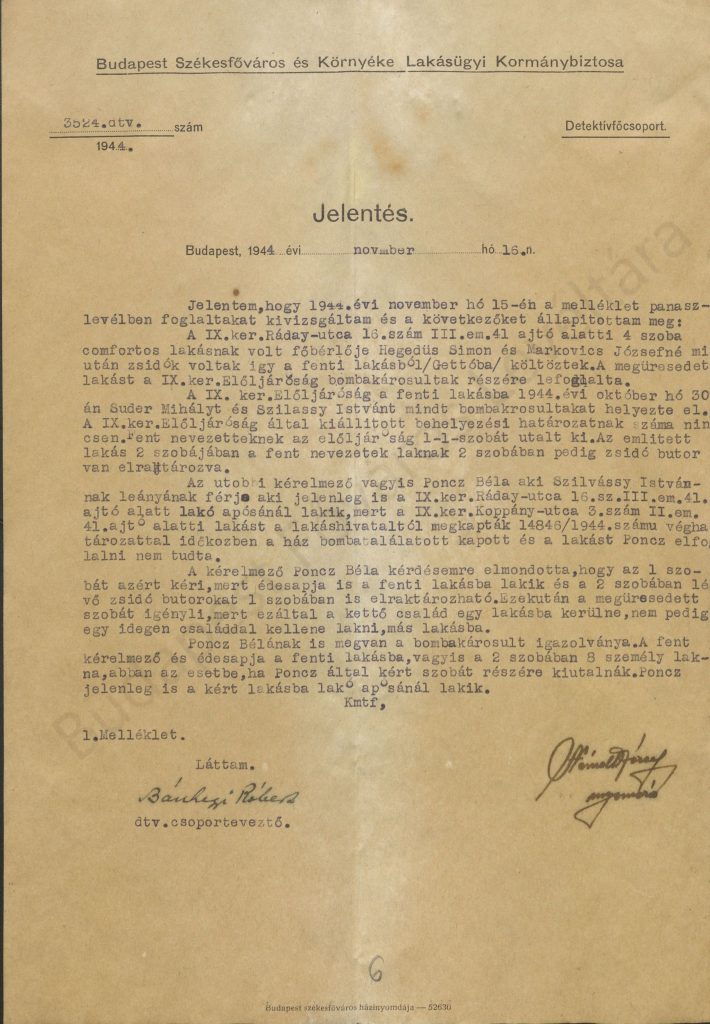 Budapest Székesfőváros és Környéke Lakásügyi Kormánybiztosa
3524.dtv. szám
1944.
Detektívfőcsoport.
Jelentés.
Budapest, 1944 évi november hó 16.n.
Jelentem,hogy 1944.évi november hó 15-én a melléklet panasz-
levélben foglaltakat kivizsgáltam és a következőket állapitottam meg:
A IX.ker.Ráday-utca 16.szám III.em.41 ajtó alatti 4 szoba
comfortos lakásnak volt főbérlője Hegedüs Simon és Markovics Józsefné mi
után zsidók voltak igy a fenti lakásból/Gettóba/ költöztek.A megüresedet
lakást a IX.ker.Előljáróság bombakárosultak részére lefoglalta.
A IX. ker.Előljáróság a fenti lakásba 1944.évi október hó 30
án Suder Mihályt és Szilassy Istvánt mindt bombakrosultakat helyezte el.
A IX.ker.Előljáróság által kiállitott behelyezési határozatnak száma nin
csen.Fent nevezetteknek az előljáróság 1-1-szobát utalt ki.Az emlitett
lakás 2 szobájában a fent nevezetek laknak 2 szobában pedig zsidó butor
van elraktározva.
Az utobbi kérelmező vagyis Poncz Béla aki Szilvássy István-
nak leányának férje aki jelenleg is a IX.ker.Ráday-utca 16.sz.III.em.41.
ajtó alatt lakó apósánál lakik,mert a IX.ker.Koppány-utca 3.szám II.em.
41.ajtó alatti lakást a lakáshivataltól megkapták 14846/1944.számu végha
tározattal időközben a ház bombatalálatott kapott és a lakást Poncz elfo
lalni nem tudta.
A kérelmező Poncz Béla kérdésemre elmondotta,hogy az 1 szo-
bát azért kéri,mert édesapja is a fenti lakásba lakik és a 2 szobában lé
vő zsidó butorokat 1 szobában is elraktározható.Ezekután a megüresedett
szobát igényli,mert ezáltal a kettő család egy lakásba kerülne,nem pedig
egy idegen családdal kellene lakni,más lakásba.
Poncz Bélának is megvan a bombakárosult igazolványa.A fent
kérelmező és édesapja a fenti lakásba,vagyis a 2 szobában 8 személy lak-
na,abban az esetbe,ha Poncz által kért szobát részére kiutalnák.Poncz
jelenleg is a kért lakásba lakó apósánál lakik.
Kmtf,
1.Melléklet.
Láttam.
Bánhegi Róbert
dtv.csoporteveztő.
6
Budapest székesfőváros házinyomdája — 52630